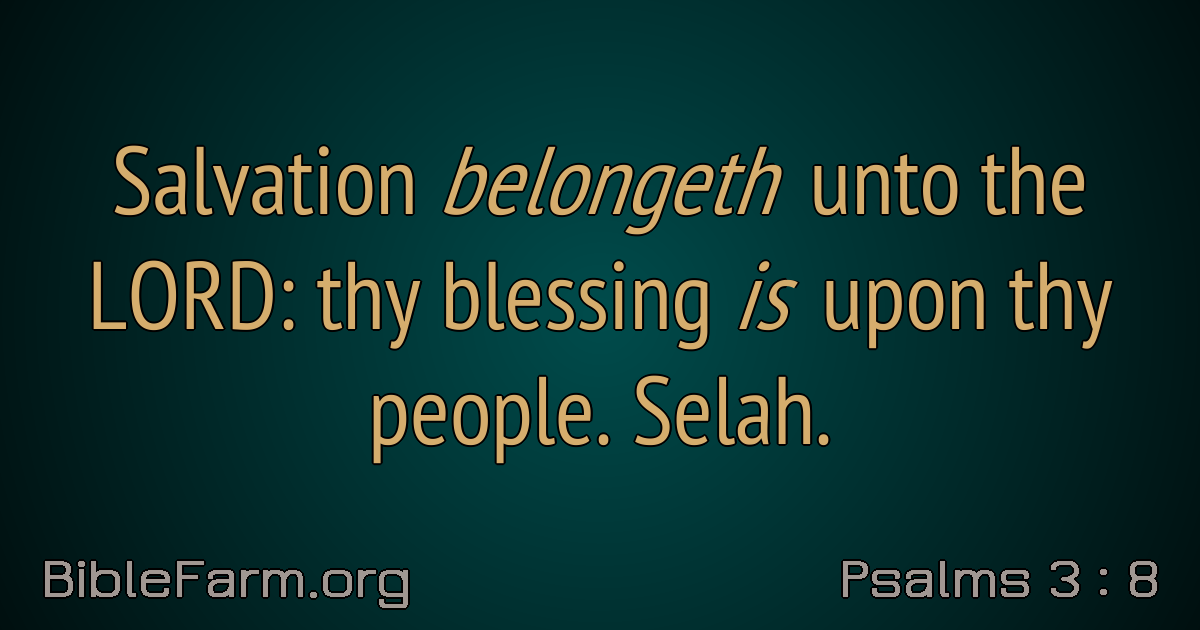 Salvation belongeth unto the
LORD: thy blessing is upon thy
people. Selah.
BibleFarm.org
Psalms 3 : 8